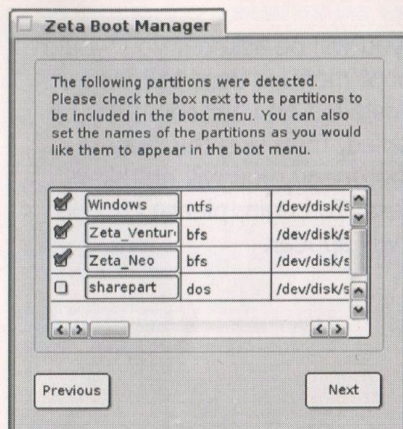 Zeta Boot Manager
The following partitions were detected.
Please check the box next to the partitions to
be included in the boot menu. You can also
set the names of the partitions as you would
like them to appear in the boot menu.
Windows ntfs /dev/disk/s
Zeta_Ventur bfs /dev/disk/s
Zeta_Neo bfs /dev/disk/s
sharepart dos /dev/disk/s
Previous Next